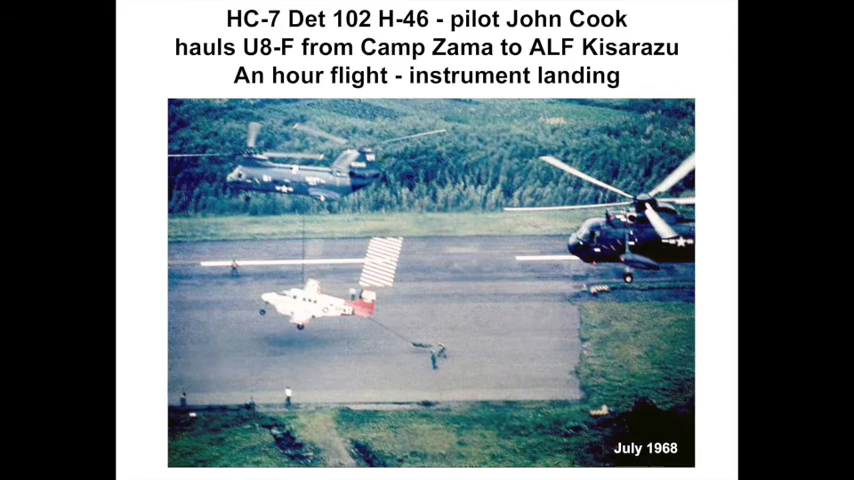 HC-7 Det 102 H-46 - pilot John Cook
hauls U8-F from Camp Zama to ALF Kisarazu
An hour flight - instrument landing
July 1968